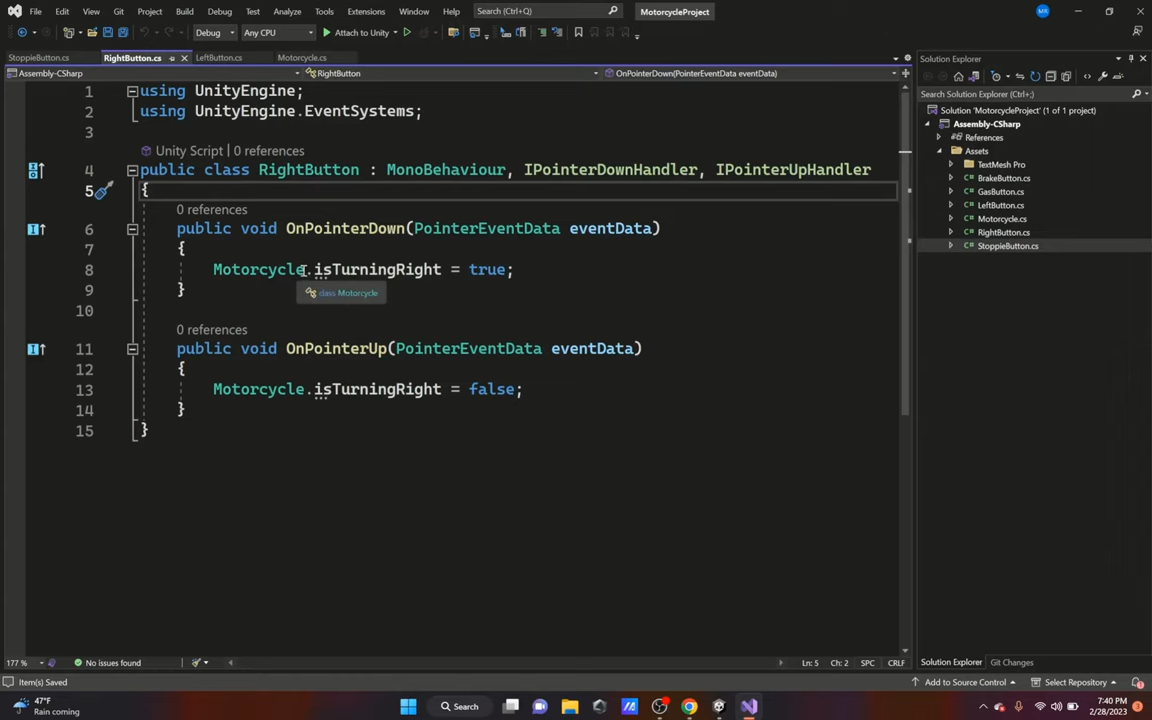 File Edit View Git Project Build Debug Test Analyze Tools Extensions Window Help Search (Ctrl+;) MotorcycleProject MR
Debug Any CPU Attach to Unity
StoppieButton.cs RightButton.cs LeftButton.cs Motorcycle.cs
Assembly-CSharp RightButton OnPointerDown(PointerEventData eventData)
1 using UnityEngine;
2 using UnityEngine.EventSystems;
3
Unity Script | 0 references
4 public class RightButton : MonoBehaviour, IPointerDownHandler, IPointerUpHandler
5 {
0 references
6 public void OnPointerDown(PointerEventData eventData)
7 {
8 Motorcycle.isTurningRight = true;
9 }
class Motorcycle
10
0 references
11 public void OnPointerUp(PointerEventData eventData)
12 {
13 Motorcycle.isTurningRight = false;
14 }
15 }
177 % No issues found Ln: 5 Ch: 2 SPC CRLF
Solution Explorer
Search Solution Explorer (Ctrl+;)
Solution 'MotorcycleProject' (1 of 1 project)
Assembly-CSharp
References
Assets
TextMesh Pro
BrakeButton.cs
GasButton.cs
LeftButton.cs
Motorcycle.cs
RightButton.cs
StoppieButton.cs
Solution Explorer Git Changes
Item(s) Saved Add to Source Control Select Repository
47°F
Rain coming
Search
7:40 PM
2/28/2023